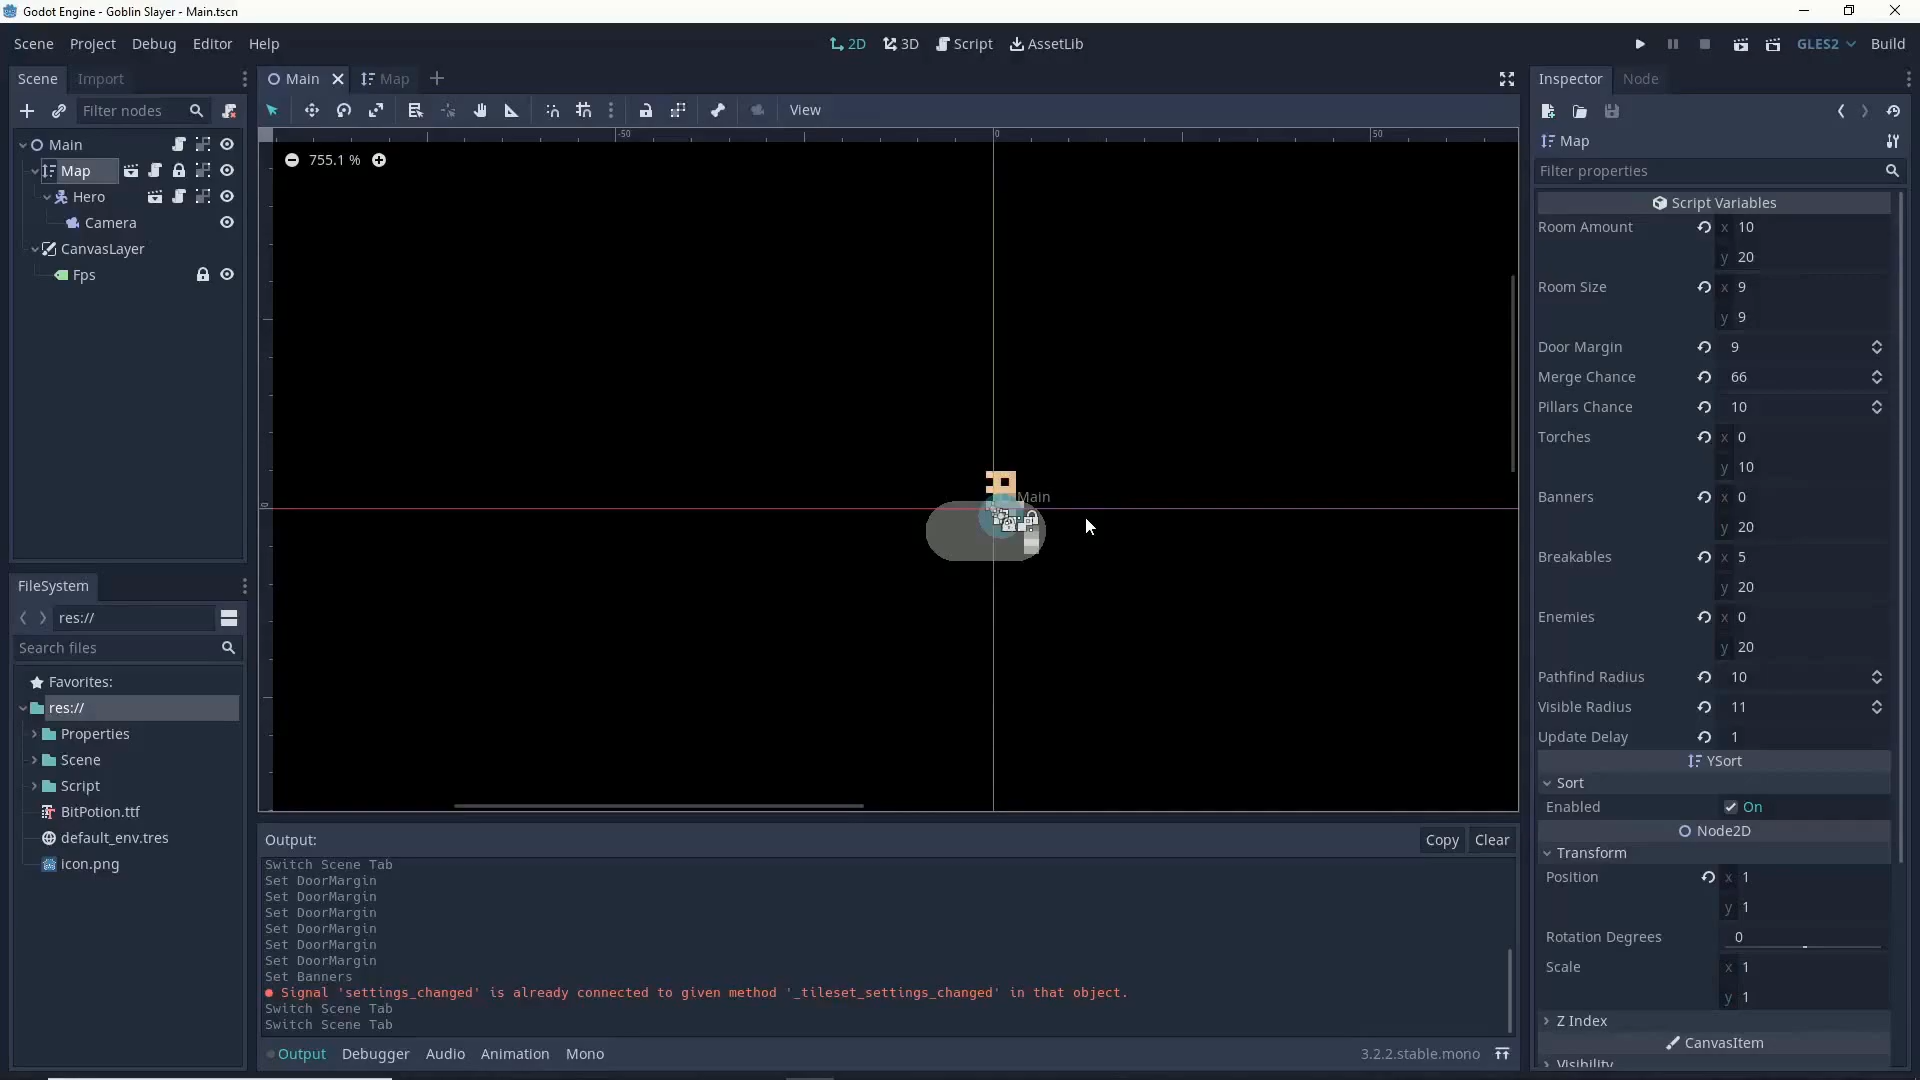 Godot Engine - Goblin Slayer - Main.tscn
Scene Project Debug Editor Help
2D 3D Script AssetLib
GLES2 Build
Scene Import
Filter nodes
Main
Map
Hero
Camera
CanvasLayer
Fps
FileSystem
res://
Search files
Favorites:
res://
Properties
Scene
Script
BitPotion.ttf
default_env.tres
icon.png
Main Map
View
-50 0 50
755.1 %
0
Main
Output:
Copy Clear
Switch Scene Tab
Set DoorMargin
Set DoorMargin
Set DoorMargin
Set DoorMargin
Set DoorMargin
Set DoorMargin
Set Banners
Signal 'settings_changed' is already connected to given method '_tileset_settings_changed' in that object.
Switch Scene Tab
Switch Scene Tab
Output Debugger Audio Animation Mono
3.2.2.stable.mono
Inspector Node
Map
Filter properties
Script Variables
Room Amount x 10
y 20
Room Size x 9
y 9
Door Margin 9
Merge Chance 66
Pillars Chance 10
Torches x 0
y 10
Banners x 0
y 20
Breakables x 5
y 20
Enemies x 0
y 20
Pathfind Radius 10
Visible Radius 11
Update Delay 1
YSort
Sort
Enabled On
Node2D
Transform
Position x 1
y 1
Rotation Degrees 0
Scale x 1
y 1
Z Index
CanvasItem
Visibility